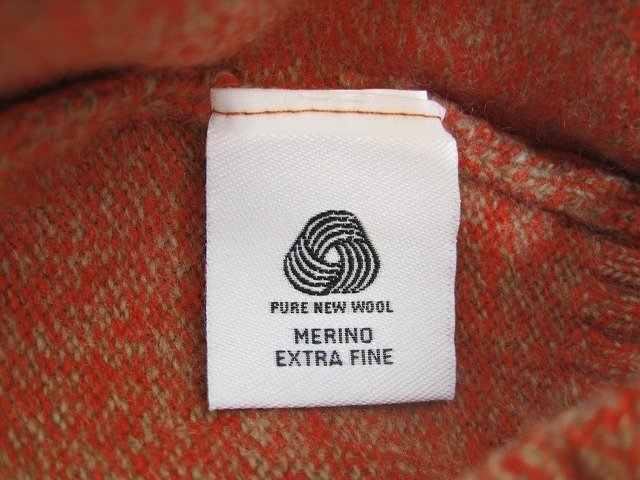 PURE NEW WOOL
MERINO
EXTRA FINE